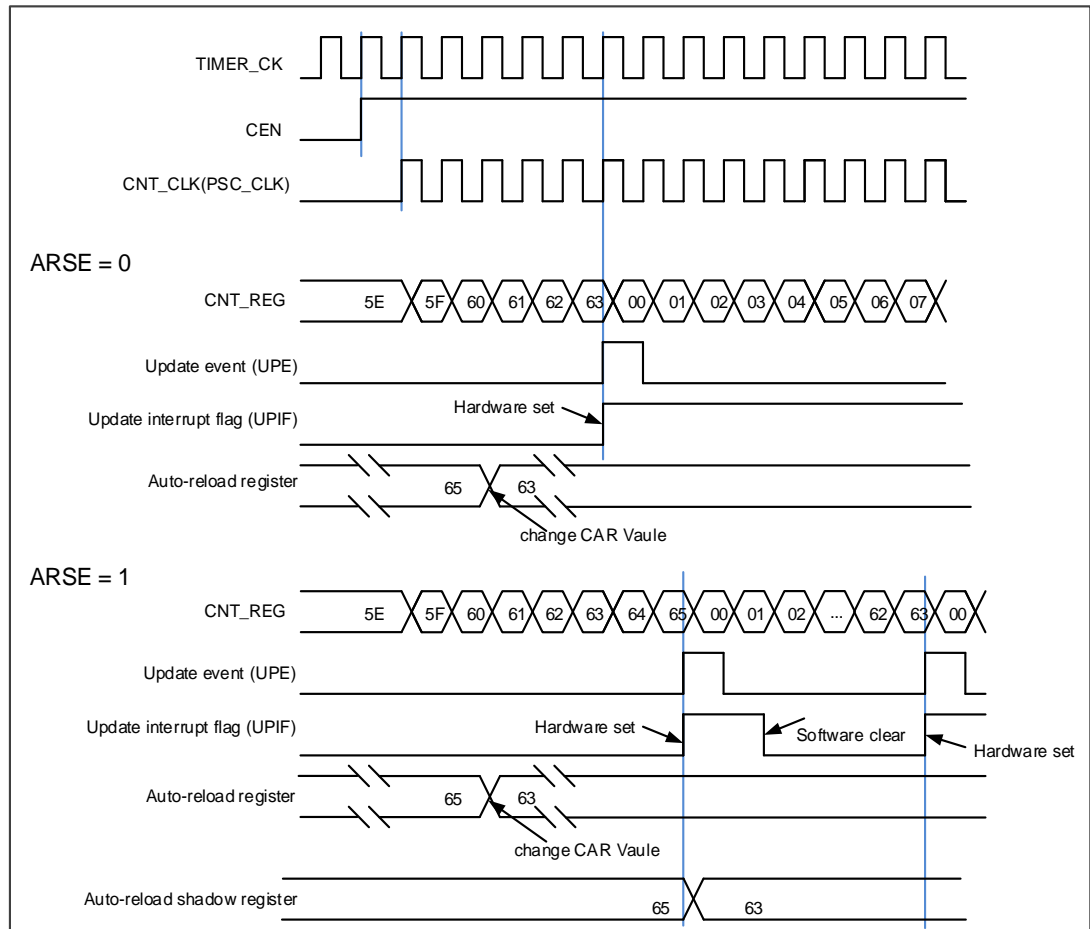 TIMER_CK
CEN
CNT_CLK(PSC_CLK)
ARSE = 0
CNT_REG 5E 5F 60 61 62 63 00 01 02 03 04 05 06 07
Update event (UPE)
Hardware set
Update interrupt flag (UPIF)
Auto-reload register 65 63
change CAR Vaule
ARSE = 1
CNT_REG 5E 5F 60 61 62 63 64 65 00 01 02 ... 62 63 00
Update event (UPE)
Update interrupt flag (UPIF) Hardware set Software clear Hardware set
Auto-reload register 65 63
change CAR Vaule
Auto-reload shadow register 65 63